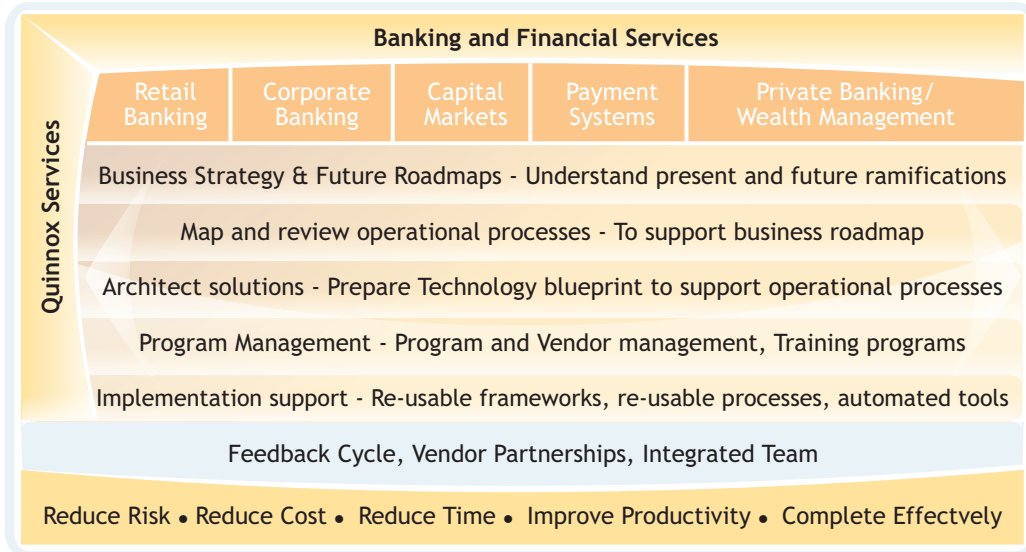 Banking and Financial Services
Retail
Banking
Corporate
Banking
Capital
Markets
Payment
Systems
Private Banking/
Wealth Management
Quinnox Services
Business Strategy & Future Roadmaps - Understand present and future ramifications
Map and review operational processes - To support business roadmap
Architect solutions - Prepare Technology blueprint to support operational processes
Program Management - Program and Vendor management, Training programs
Implementation support - Re-usable frameworks, re-usable processes, automated tools
Feedback Cycle, Vendor Partnerships, Integrated Team
Reduce Risk • Reduce Cost • Reduce Time • Improve Productivity • Complete Effectvely